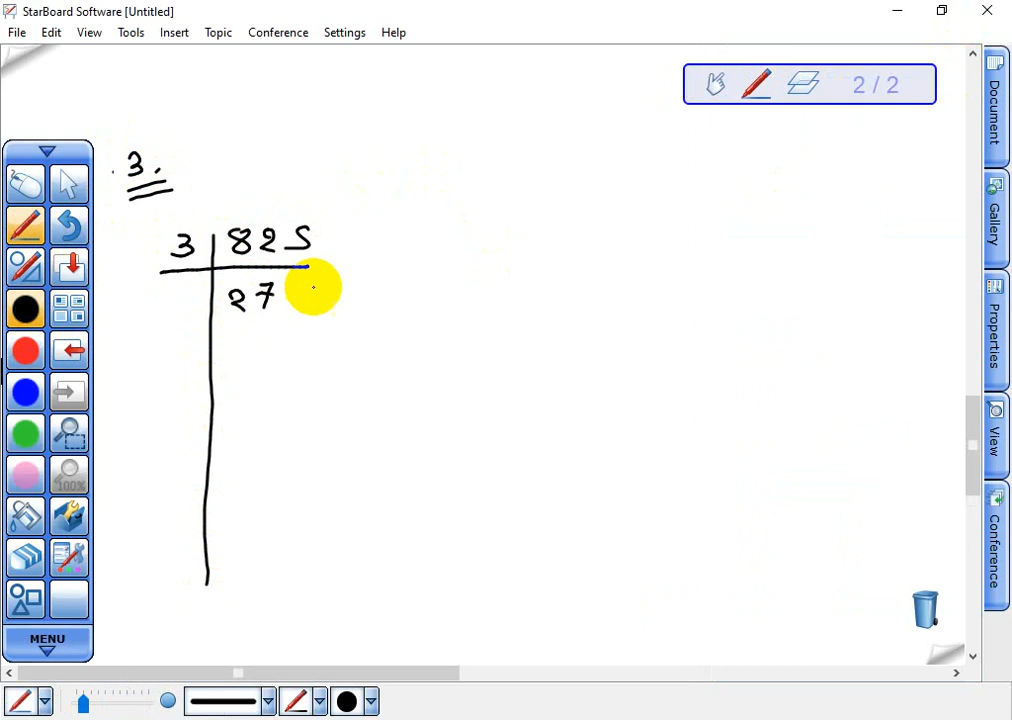 StarBoard Software [Untitled]
File Edit View Tools Insert Topic Conference Settings Help
2 / 2
Document
Gallery
Properties
View
Conference
3.
3 825
27
100%
MENU